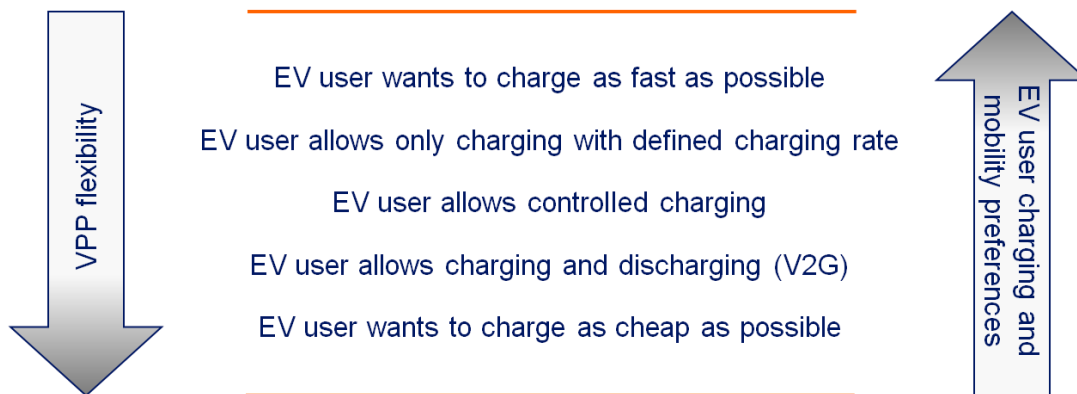 VPP flexibility
EV user wants to charge as fast as possible
EV user allows only charging with defined charging rate
EV user allows controlled charging
EV user allows charging and discharging (V2G)
EV user wants to charge as cheap as possible
EV user charging and
mobility preferences